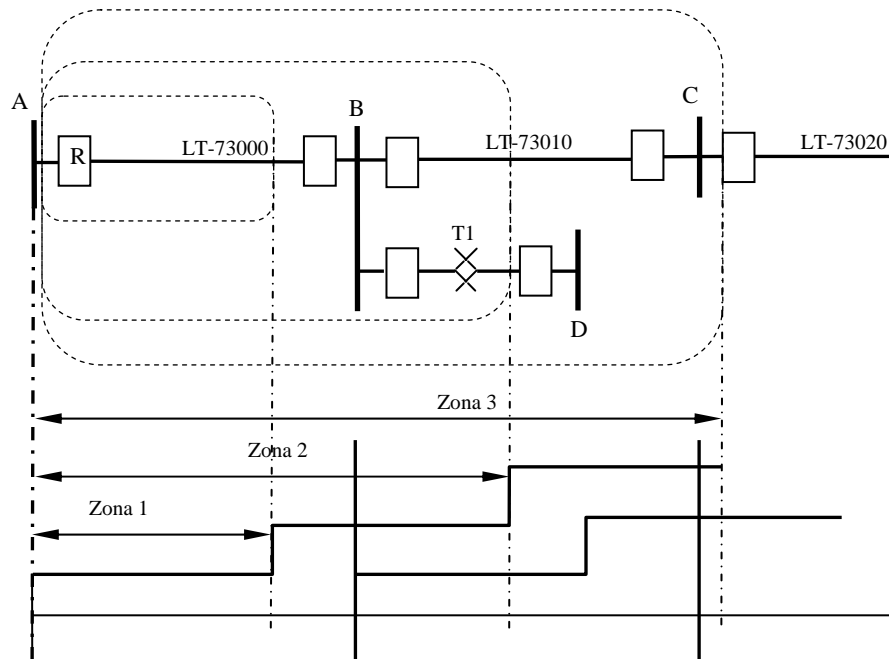 A
B
C
R
LT-73000
LT-73010
LT-73020
T1
D
Zona 3
Zona 2
Zona 1